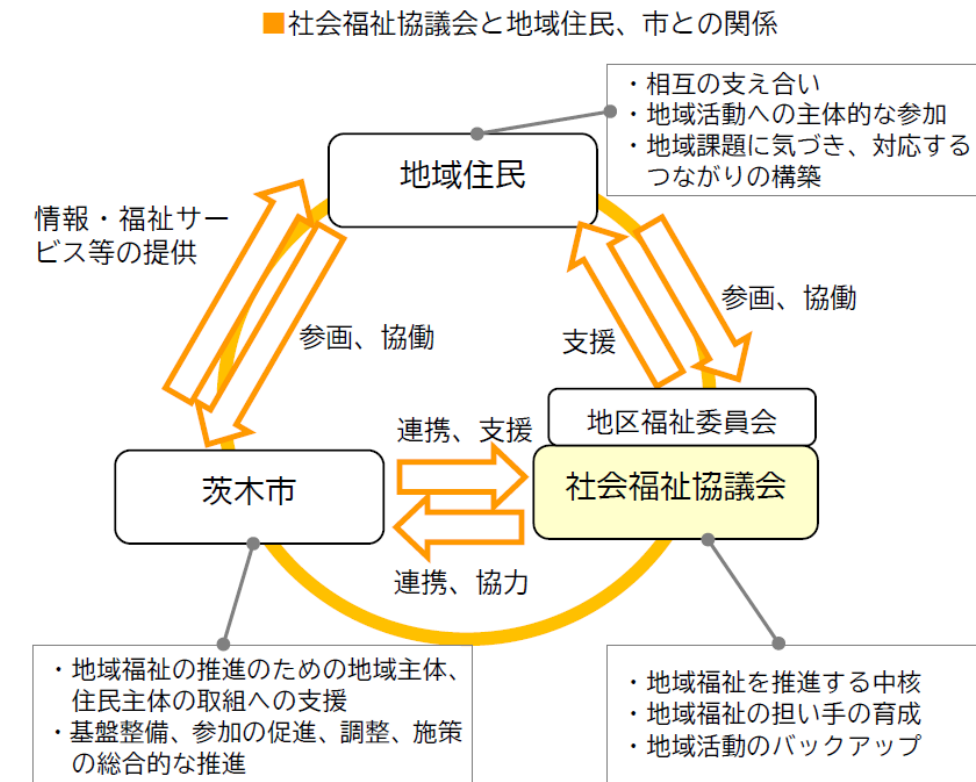 ■社会福祉協議会と地域住民、市との関係
・相互の支え合い
・地域活動への主体的な参加
・地域課題に気づき、対応する
つながりの構築
地域住民
情報・福祉サー
ビス等の提供
参画、協働
参画、協働
支援
地区福祉委員会
連携、支援
茨木市
社会福祉協議会
連携、協力
・地域福祉の推進のための地域主体、
住民主体の取組への支援
・基盤整備、参加の促進、調整、施策
の総合的な推進
・地域福祉を推進する中核
・地域福祉の担い手の育成
・地域活動のバックアップ